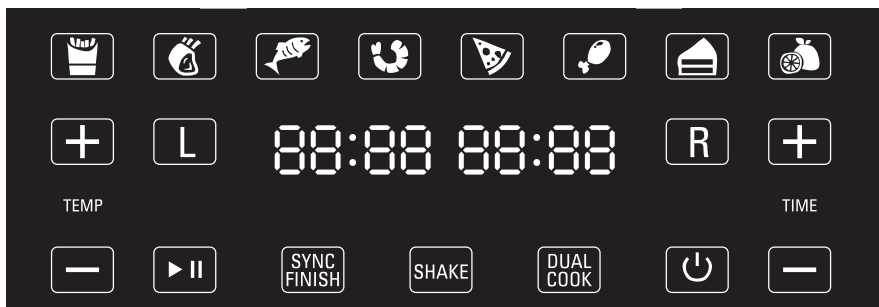 L 88:88 88:88 R
TEMP TIME
SYNC
FINISH
SHAKE
DUAL
COOK